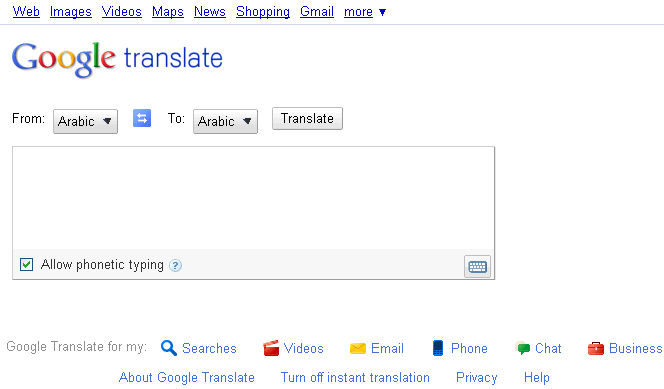 Web Images Videos Maps News Shopping Gmail more ▼
Google translate
From: Arabic To: Arabic Translate
Allow phonetic typing ?
Google Translate for my: Searches Videos Email Phone Chat Business
About Google Translate Turn off instant translation Privacy Help